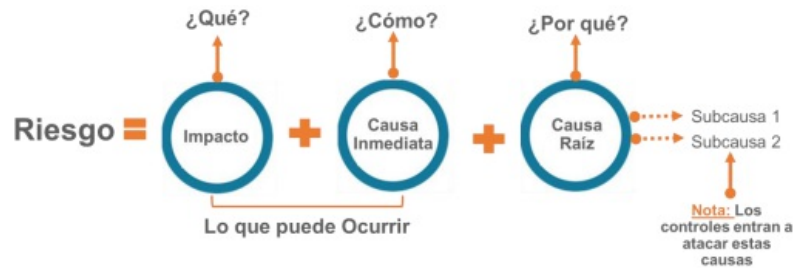 ¿Qué?
¿Cómo?
¿Por qué?
Riesgo =
Impacto
+
Causa
Inmediata
+
Causa
Raíz
Subcausa 1
Subcausa 2
Lo que puede Ocurrir
Nota: Los
controles entran a
atacar estas
causas